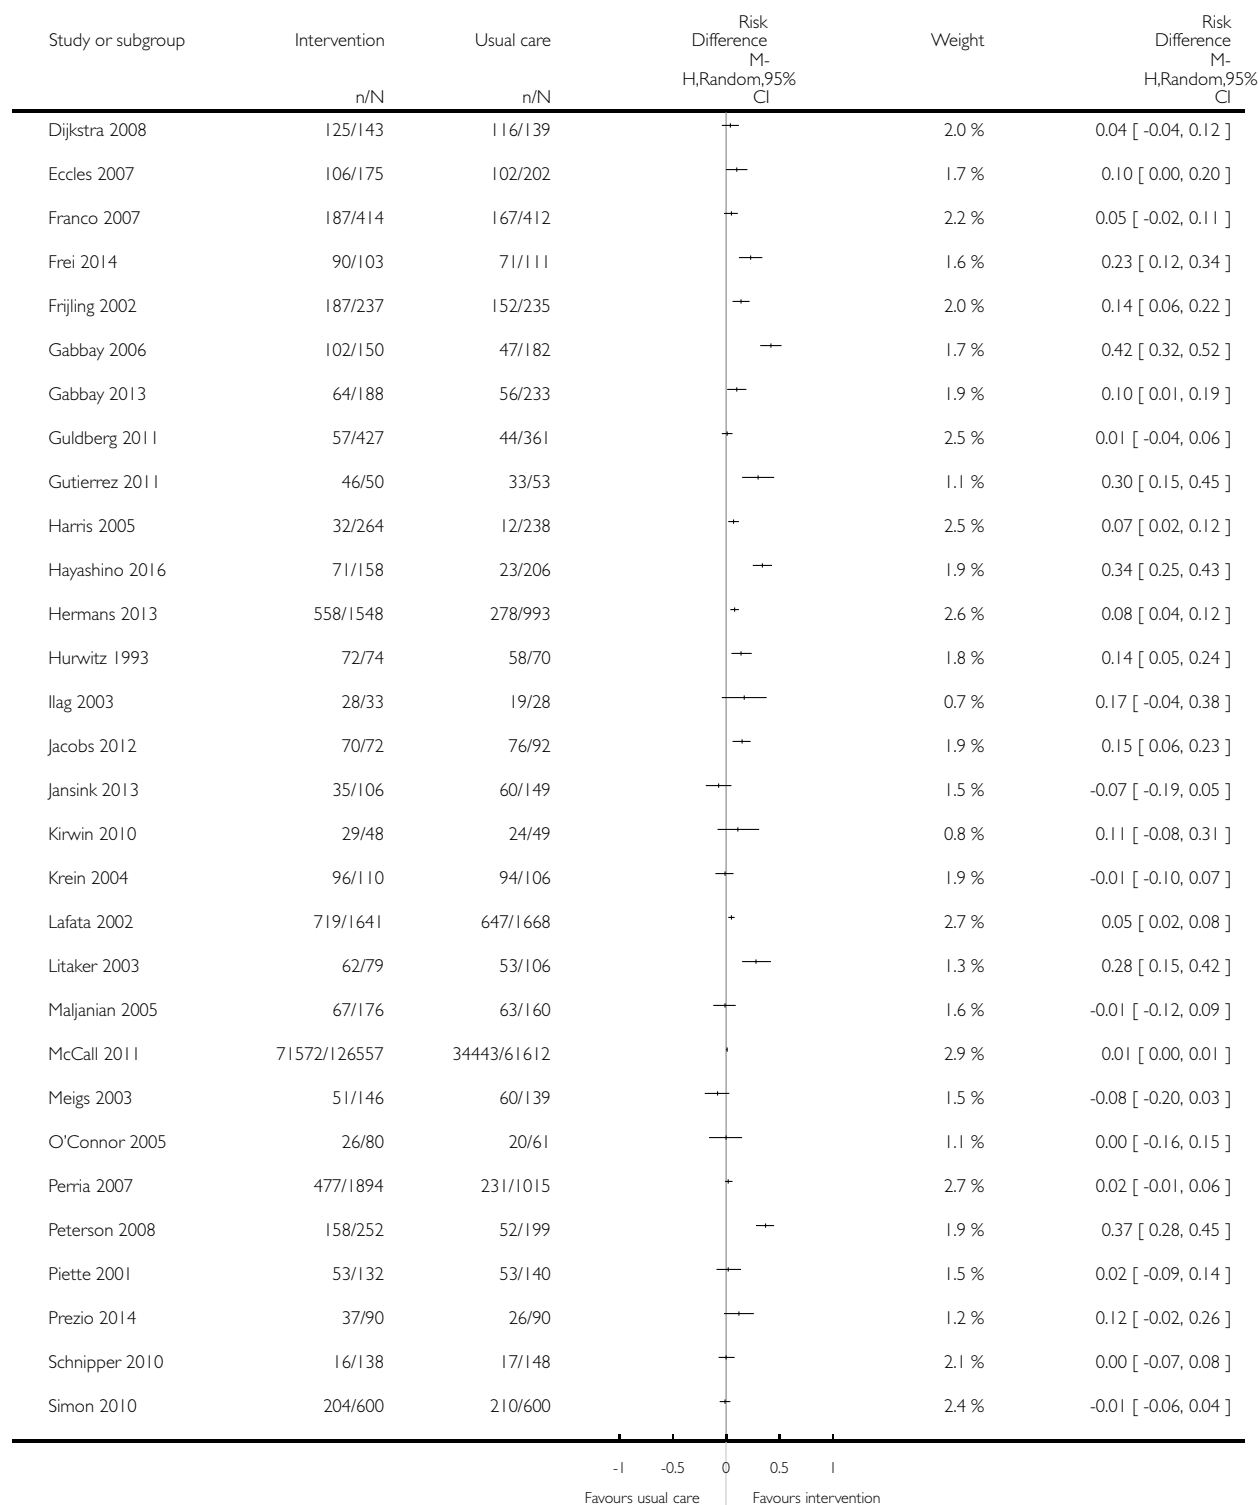 Study or subgroup Intervention Usual care Risk Difference Weight Risk Difference
M-H,Random,95% CI M-H,Random,95% CI
n/N n/N
Dijkstra 2008 125/143 116/139 2.0 % 0.04 [ -0.04, 0.12 ]
Eccles 2007 106/175 102/202 1.7 % 0.10 [ 0.00, 0.20 ]
Franco 2007 187/414 167/412 2.2 % 0.05 [ -0.02, 0.11 ]
Frei 2014 90/103 71/111 1.6 % 0.23 [ 0.12, 0.34 ]
Frijling 2002 187/237 152/235 2.0 % 0.14 [ 0.06, 0.22 ]
Gabbay 2006 102/150 47/182 1.7 % 0.42 [ 0.32, 0.52 ]
Gabbay 2013 64/188 56/233 1.9 % 0.10 [ 0.01, 0.19 ]
Guldberg 2011 57/427 44/361 2.5 % 0.01 [ -0.04, 0.06 ]
Gutierrez 2011 46/50 33/53 1.1 % 0.30 [ 0.15, 0.45 ]
Harris 2005 32/264 12/238 2.5 % 0.07 [ 0.02, 0.12 ]
Hayashino 2016 71/158 23/206 1.9 % 0.34 [ 0.25, 0.43 ]
Hermans 2013 558/1548 278/993 2.6 % 0.08 [ 0.04, 0.12 ]
Hurwitz 1993 72/74 58/70 1.8 % 0.14 [ 0.05, 0.24 ]
Ilag 2003 28/33 19/28 0.7 % 0.17 [ -0.04, 0.38 ]
Jacobs 2012 70/72 76/92 1.9 % 0.15 [ 0.06, 0.23 ]
Jansink 2013 35/106 60/149 1.5 % -0.07 [ -0.19, 0.05 ]
Kirwin 2010 29/48 24/49 0.8 % 0.11 [ -0.08, 0.31 ]
Krein 2004 96/110 94/106 1.9 % -0.01 [ -0.10, 0.07 ]
Lafata 2002 719/1641 647/1668 2.7 % 0.05 [ 0.02, 0.08 ]
Litaker 2003 62/79 53/106 1.3 % 0.28 [ 0.15, 0.42 ]
Maljanian 2005 67/176 63/160 1.6 % -0.01 [ -0.12, 0.09 ]
McCall 2011 71572/126557 34443/61612 2.9 % 0.01 [ 0.00, 0.01 ]
Meigs 2003 51/146 60/139 1.5 % -0.08 [ -0.20, 0.03 ]
O'Connor 2005 26/80 20/61 1.1 % 0.00 [ -0.16, 0.15 ]
Perria 2007 477/1894 231/1015 2.7 % 0.02 [ -0.01, 0.06 ]
Peterson 2008 158/252 52/199 1.9 % 0.37 [ 0.28, 0.45 ]
Piette 2001 53/132 53/140 1.5 % 0.02 [ -0.09, 0.14 ]
Prezio 2014 37/90 26/90 1.2 % 0.12 [ -0.02, 0.26 ]
Schnipper 2010 16/138 17/148 2.1 % 0.00 [ -0.07, 0.08 ]
Simon 2010 204/600 210/600 2.4 % -0.01 [ -0.06, 0.04 ]
-1 -0.5 0 0.5 1
Favours usual care Favours intervention